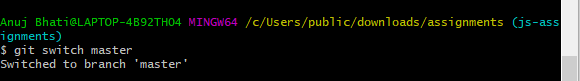 Anuj Bhati@LAPTOP-4B92TH04 MINGW64 /c/Users/public/downloads/assignments (js-ass
ignments)
$ git switch master
Switched to branch 'master'